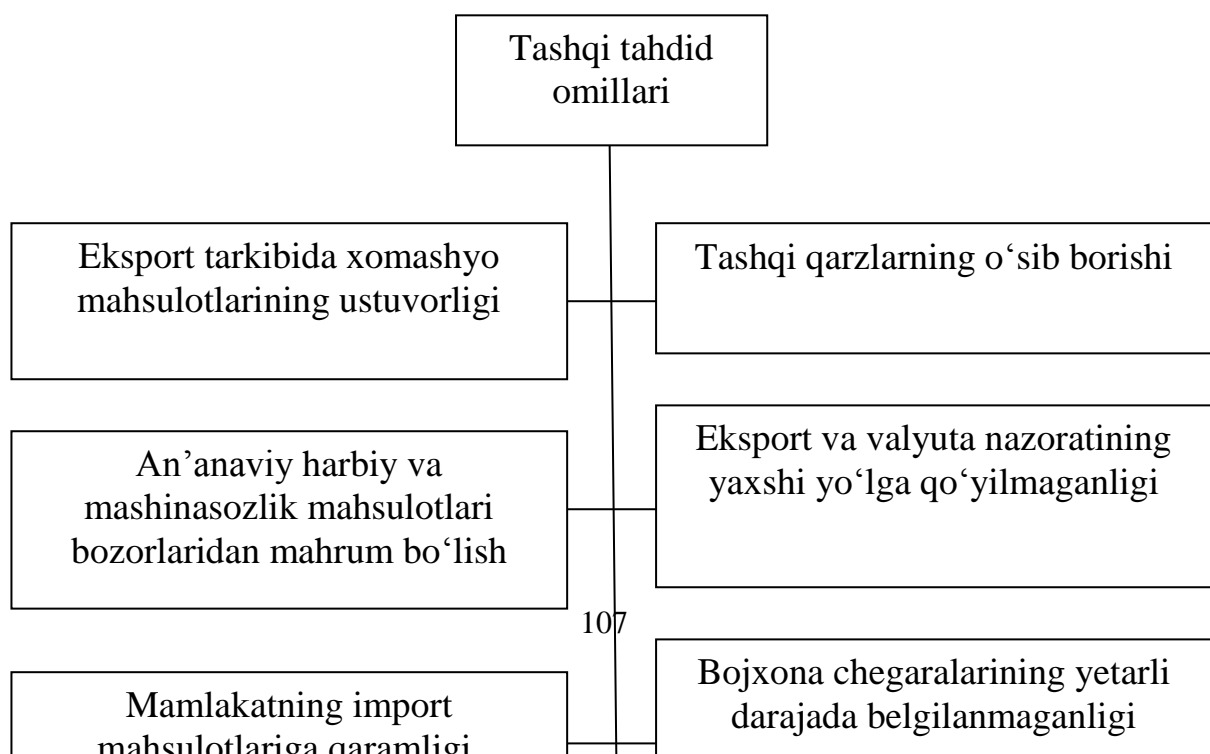 Tashqi tahdid
omillari
Eksport tarkibida xomashyo
mahsulotlarining ustuvorligi
Tashqi qarzlarning o‘sib borishi
An’anaviy harbiy va
mashinasozlik mahsulotlari
bozorlaridan mahrum bo‘lish
Eksport va valyuta nazoratining
yaxshi yo‘lga qo‘yilmaganligi
107
Mamlakatning import
mahsulotlariga qaramligi
Bojxona chegaralarining yetarli
darajada belgilanmaganligi